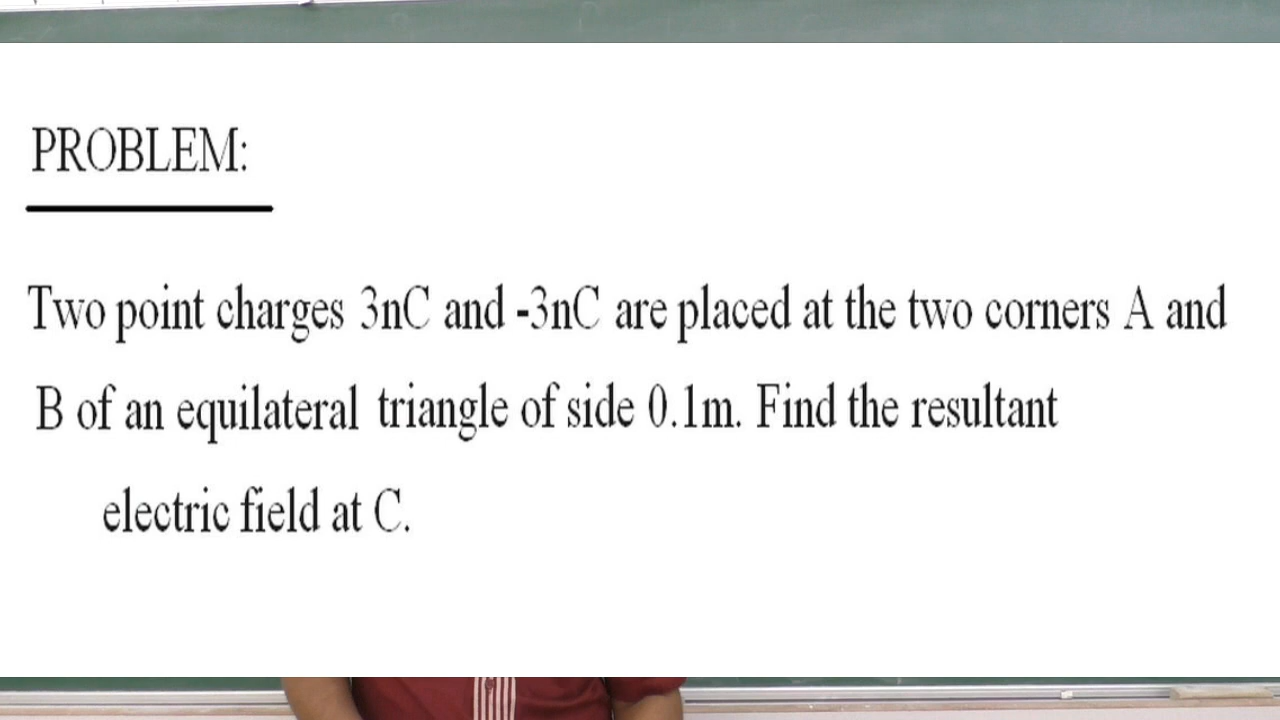 PROBLEM:
Two point charges 3nC and -3nC are placed at the two corners A and
B of an equilateral triangle of side 0.1m. Find the resultant
electric field at C.